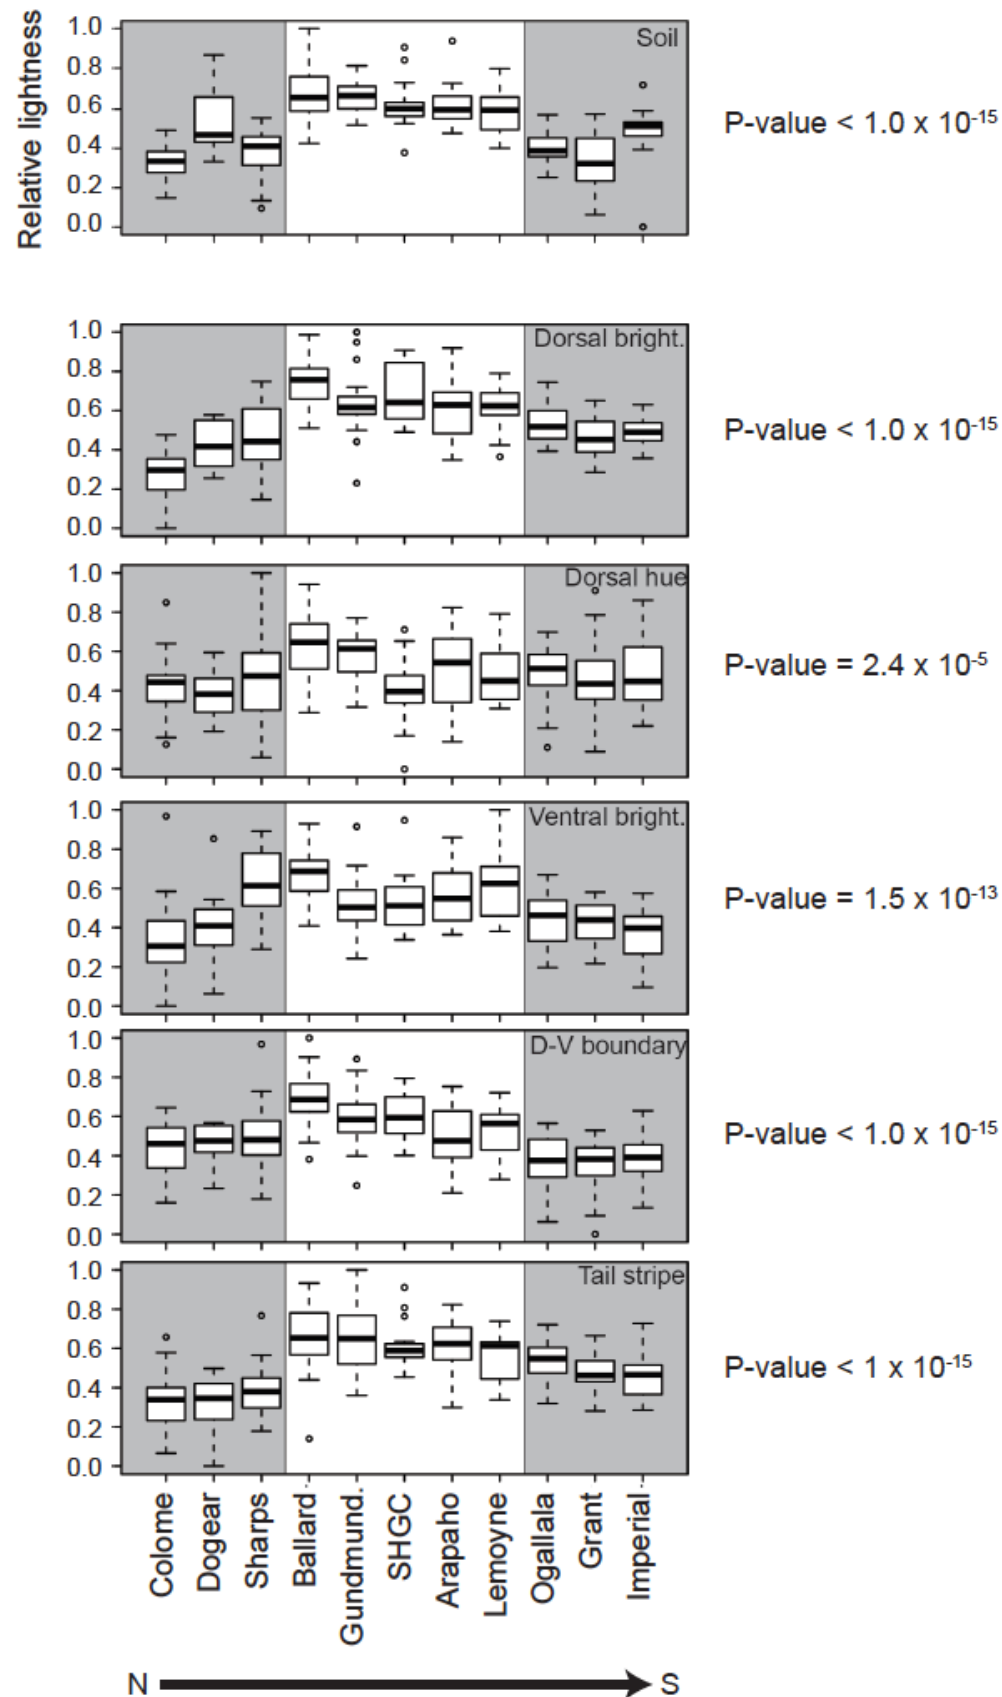 Relative lightness
1.0
0.8
0.6
0.4
0.2
0.0
Soil
P-value < 1.0 x 10⁻¹⁵
1.0
0.8
0.6
0.4
0.2
0.0
Dorsal bright.
P-value < 1.0 x 10⁻¹⁵
1.0
0.8
0.6
0.4
0.2
0.0
Dorsal hue
P-value = 2.4 x 10⁻⁵
1.0
0.8
0.6
0.4
0.2
0.0
Ventral bright.
P-value = 1.5 x 10⁻¹³
1.0
0.8
0.6
0.4
0.2
0.0
D-V boundary
P-value < 1.0 x 10⁻¹⁵
1.0
0.8
0.6
0.4
0.2
0.0
Tail stripe
P-value < 1 x 10⁻¹⁵
Colome
Dogear
Sharps
Ballard
Gundmund.
SHGC
Arapaho
Lemoyne
Ogallala
Grant
Imperial
N
S